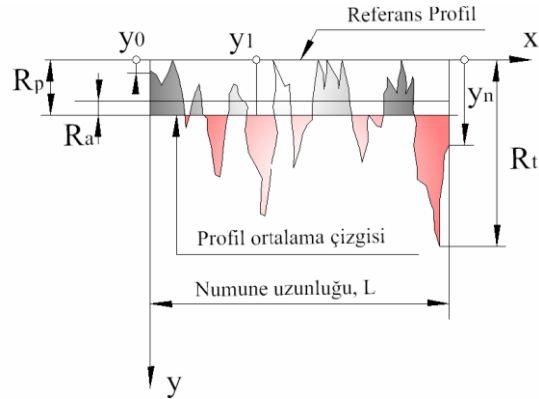 Referans Profil
y0
y1
x
Rp
yn
Ra
Rt
Profil ortalama çizgisi
Numune uzunluğu, L
y